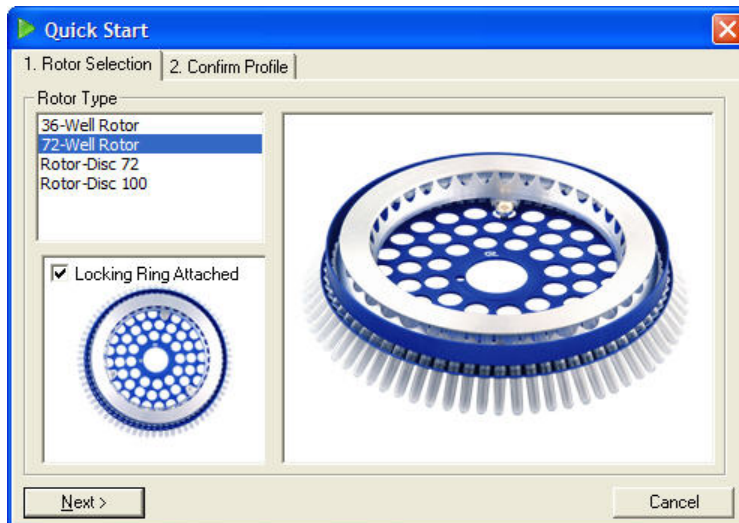 Quick Start
1. Rotor Selection
2. Confirm Profile
Rotor Type
36-Well Rotor
72-Well Rotor
Rotor-Disc 72
Rotor-Disc 100
Locking Ring Attached
Next >
Cancel